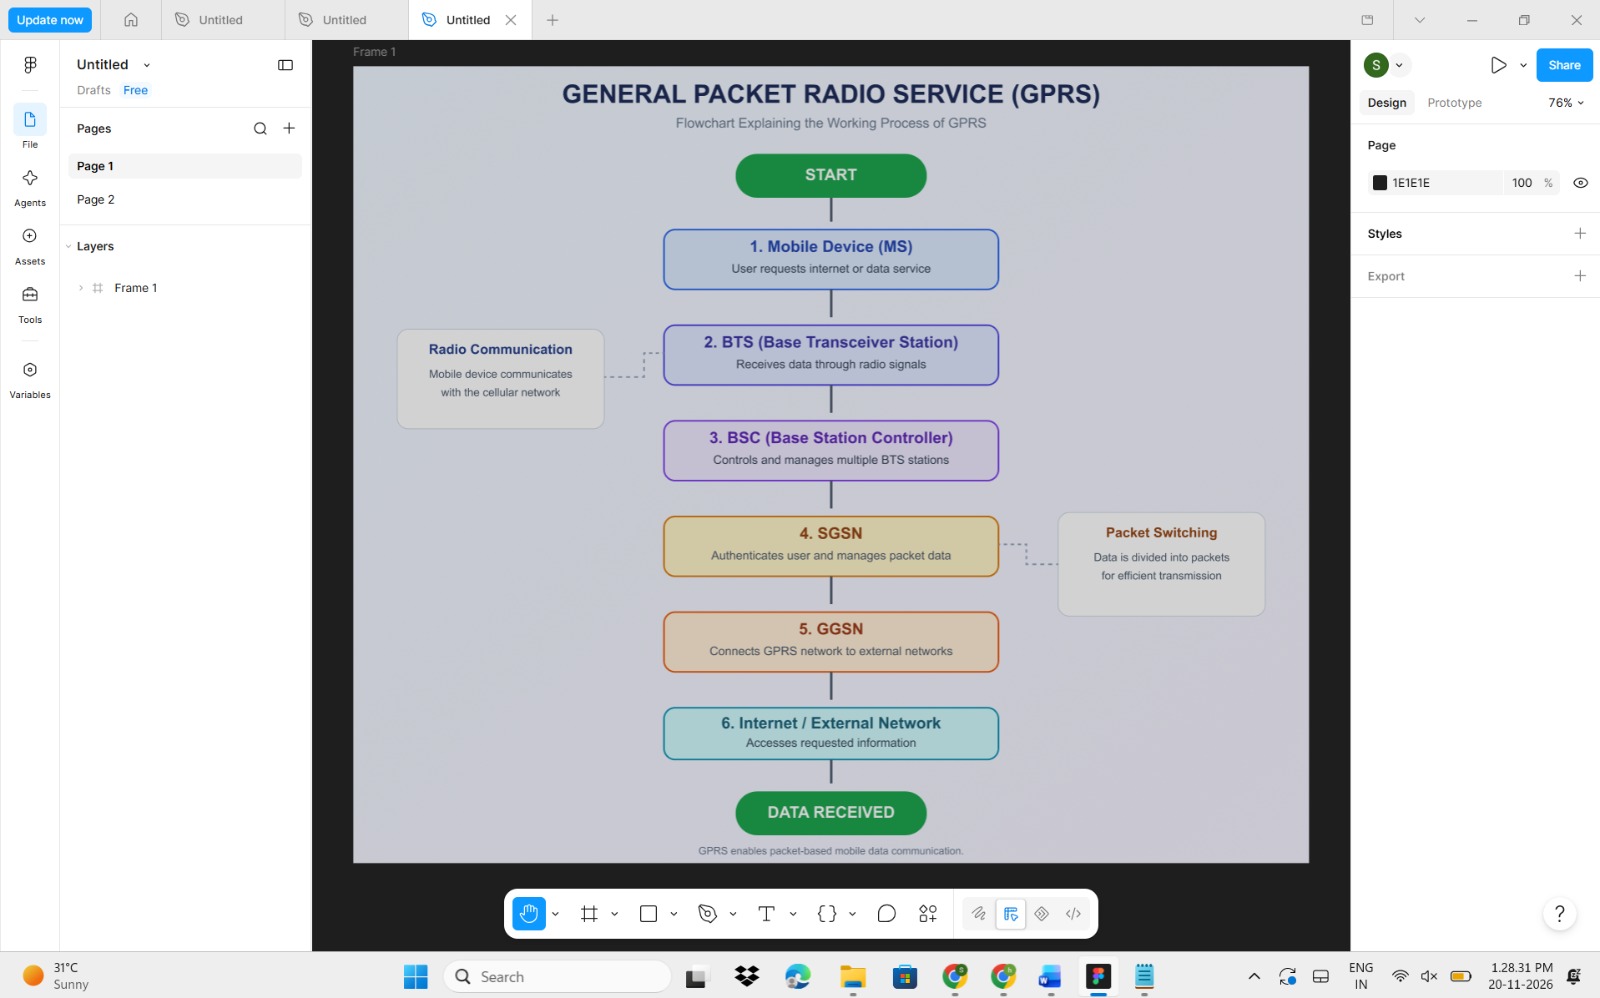 Update now
Untitled
Untitled
Untitled
Untitled
Drafts Free
Pages
Page 1
Page 2
Layers
Frame 1
File
Agents
Assets
Tools
Variables
Frame 1
GENERAL PACKET RADIO SERVICE (GPRS)
Flowchart Explaining the Working Process of GPRS
START
1. Mobile Device (MS)
User requests internet or data service
2. BTS (Base Transceiver Station)
Receives data through radio signals
Radio Communication
Mobile device communicates
with the cellular network
3. BSC (Base Station Controller)
Controls and manages multiple BTS stations
4. SGSN
Authenticates user and manages packet data
Packet Switching
Data is divided into packets
for efficient transmission
5. GGSN
Connects GPRS network to external networks
6. Internet / External Network
Accesses requested information
DATA RECEIVED
GPRS enables packet-based mobile data communication.
S
Share
Design Prototype 76%
Page
1E1E1E 100 %
Styles
Export
?
31°C
Sunny
Search
ENG
IN
1.28.31 PM
20-11-2026